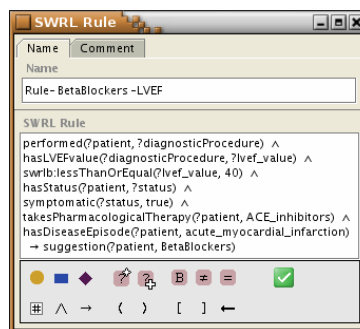 SWRL Rule
Name
Comment
Name
Rule- BetaBlockers -LVEF
SWRL Rule
performed(?patient, ?diagnosticProcedure) ∧
hasLVEFvalue(?diagnosticProcedure, ?lvef_value) ∧
swrlb:lessThanOrEqual(?lvef_value, 40) ∧
hasStatus(?patient, ?status) ∧
symptomatic(?status, true) ∧
takesPharmacologicalTherapy(?patient, ACE_inhibitors) ∧
hasDiseaseEpisode(?patient, acute_myocardial_infarction)
→ suggestion(?patient, BetaBlockers)
? ? B ≠ =
# ∧ → ( ) [ ] ←